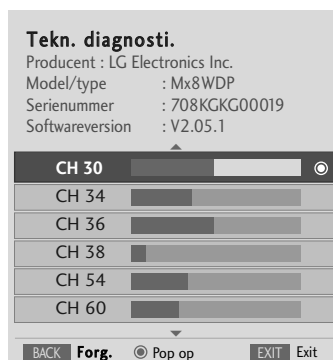 Tekn. diagnosti.
Producent : LG Electronics Inc.
Model/type : Mx8WDP
Serienummer : 708KGKG00019
Softwareversion : V2.05.1
CH 30
CH 34
CH 36
CH 38
CH 54
CH 60
BACK Forg. Pop op EXIT Exit